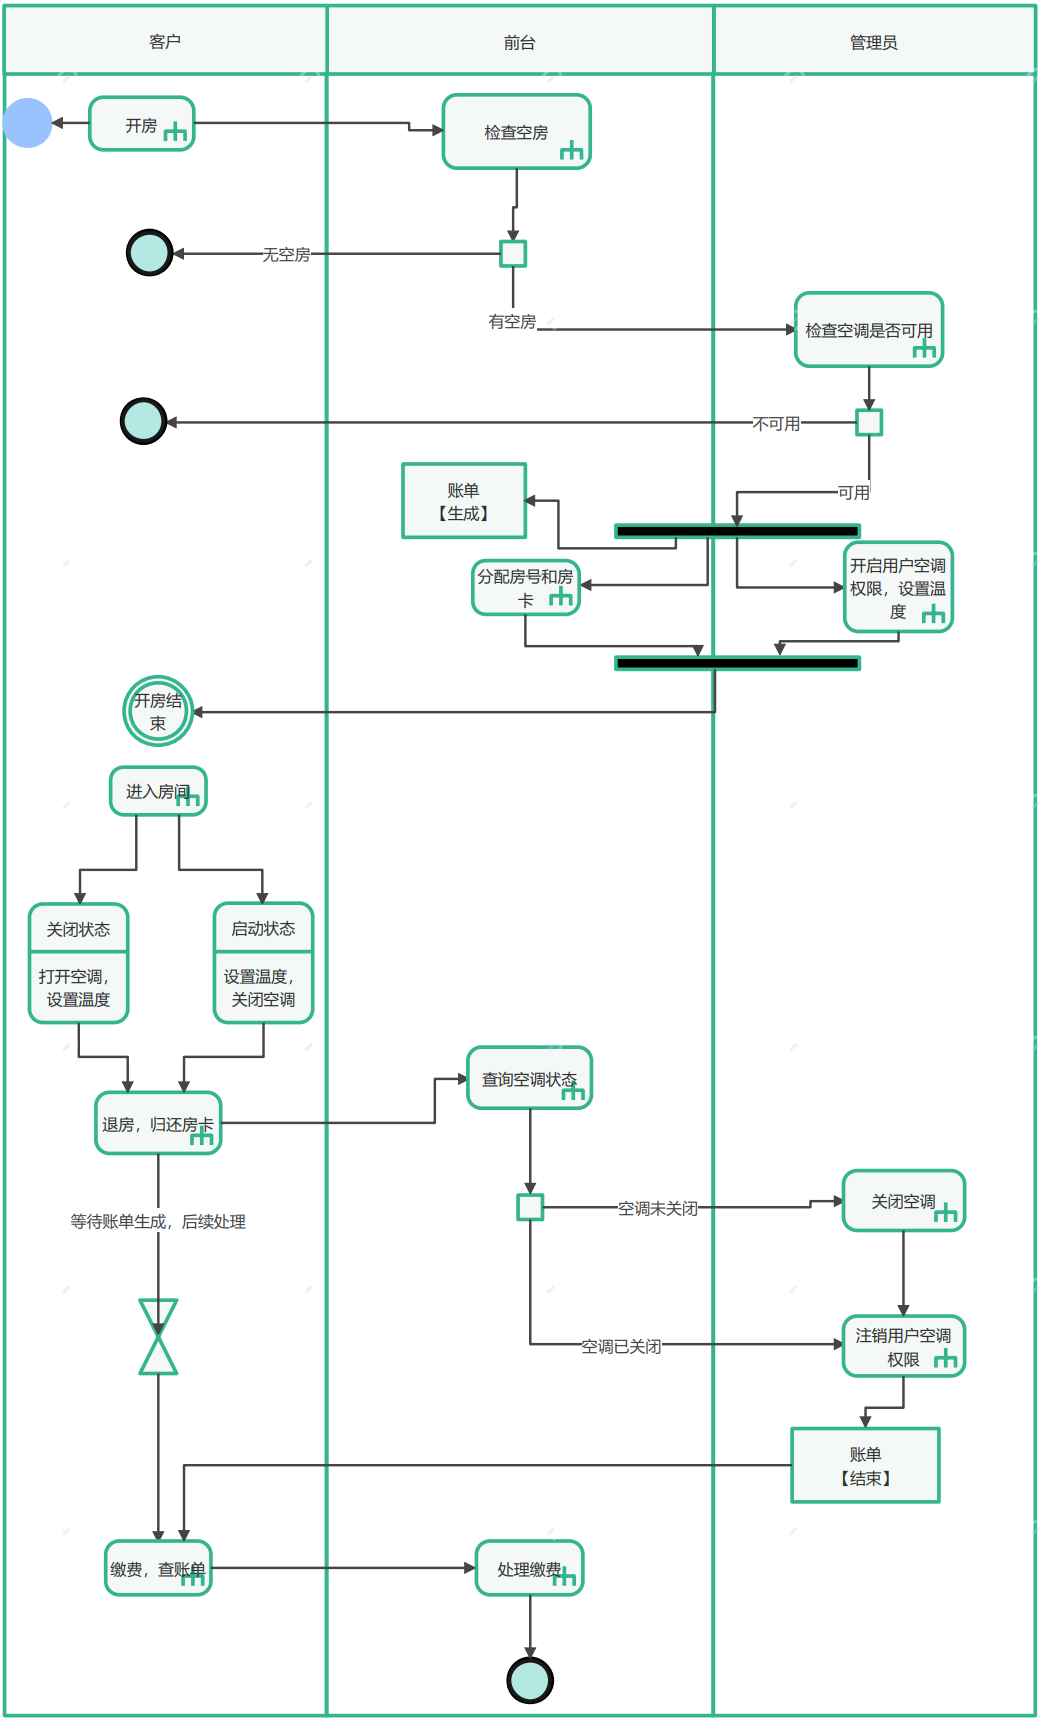 客户
前台
管理员
开房
检查空房
无空房
有空房
检查空调是否可用
不可用
可用
账单
【生成】
分配房号和房
卡
开启用户空调
权限，设置温
度
开房结
束
进入房间
关闭状态
打开空调，
设置温度
启动状态
设置温度，
关闭空调
查询空调状态
退房，归还房卡
空调未关闭
关闭空调
等待账单生成，后续处理
空调已关闭
注销用户空调
权限
账单
【结束】
缴费，查账单
处理缴费